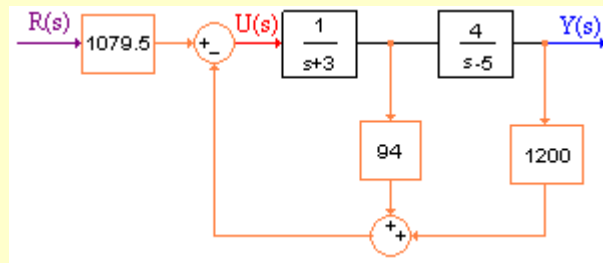 R(s)
1079.5
+
−
U(s)
1
s+3
4
s-5
Y(s)
94
1200
+
+